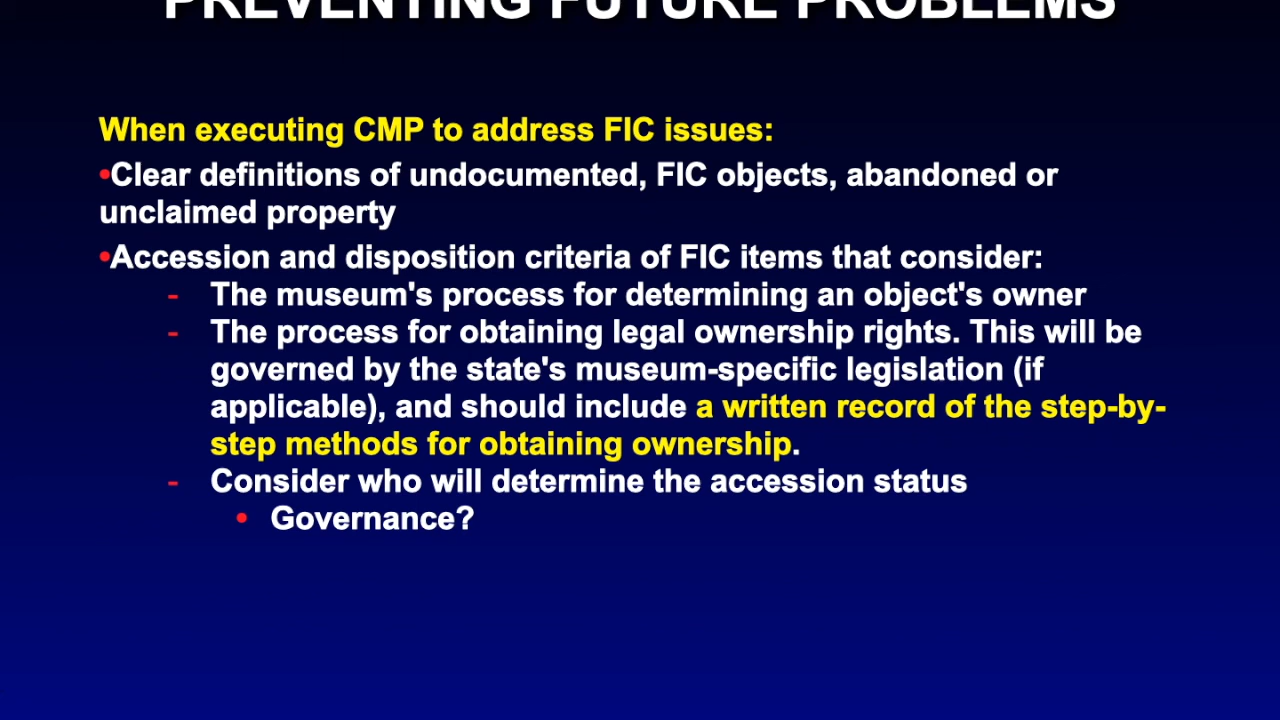 PREVENTING FUTURE PROBLEMS
When executing CMP to address FIC issues:
•Clear definitions of undocumented, FIC objects, abandoned or
unclaimed property
•Accession and disposition criteria of FIC items that consider:
- The museum's process for determining an object's owner
- The process for obtaining legal ownership rights. This will be
governed by the state's museum-specific legislation (if
applicable), and should include a written record of the step-by-
step methods for obtaining ownership.
- Consider who will determine the accession status
• Governance?